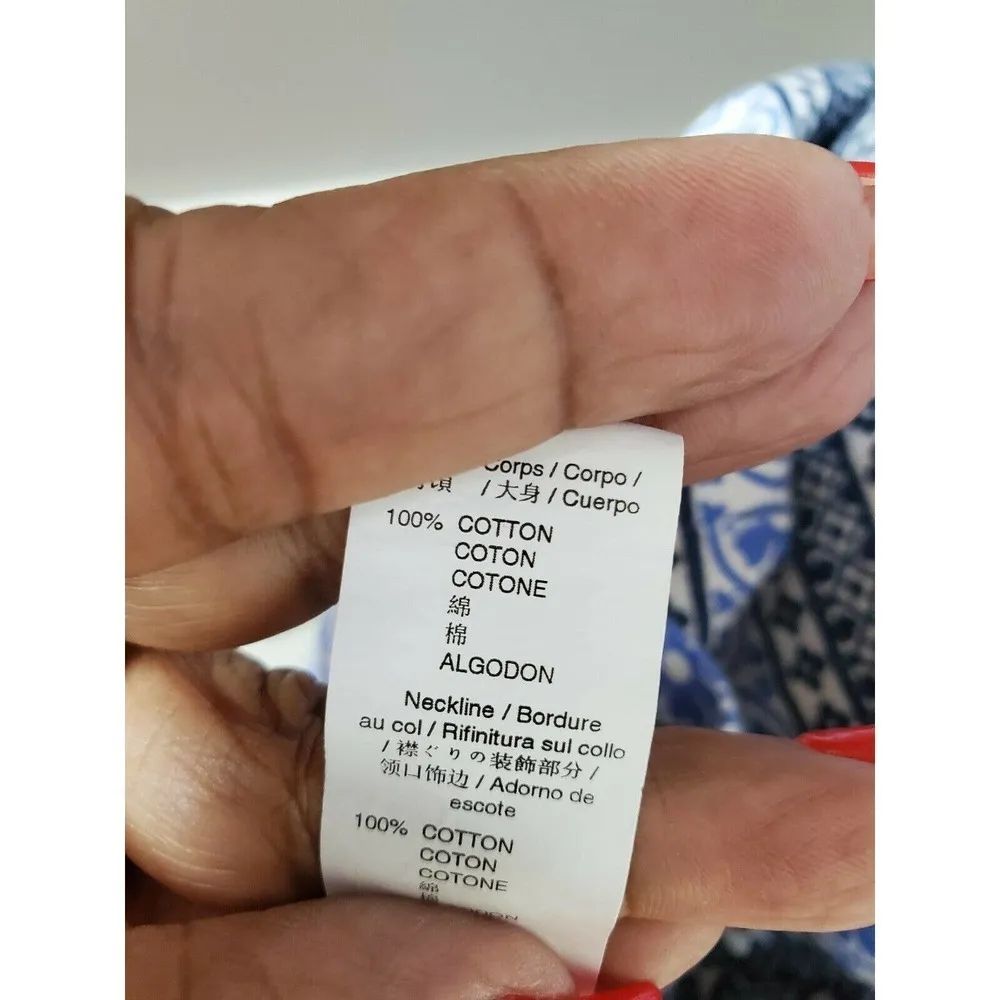 Corps / Corpo /
/ 大身 / Cuerpo
100% COTTON
COTON
COTONE
綿
棉
ALGODON
Neckline / Bordure
au col / Rifinitura sul collo
/ 襟ぐりの装飾部分 /
领口饰边 / Adorno de
escote
100% COTTON
COTON
COTONE
綿